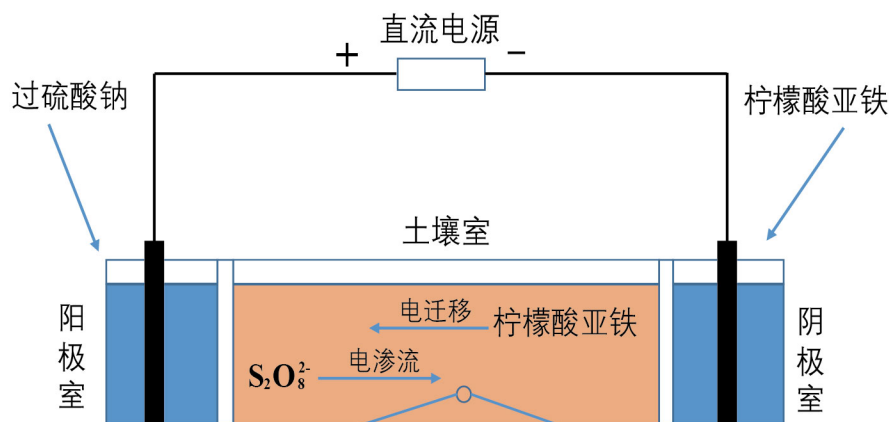 直流电源
+
−
过硫酸钠
柠檬酸亚铁
土壤室
电迁移
柠檬酸亚铁
S₂O₈²⁻
电渗流
阳极室
阴极室